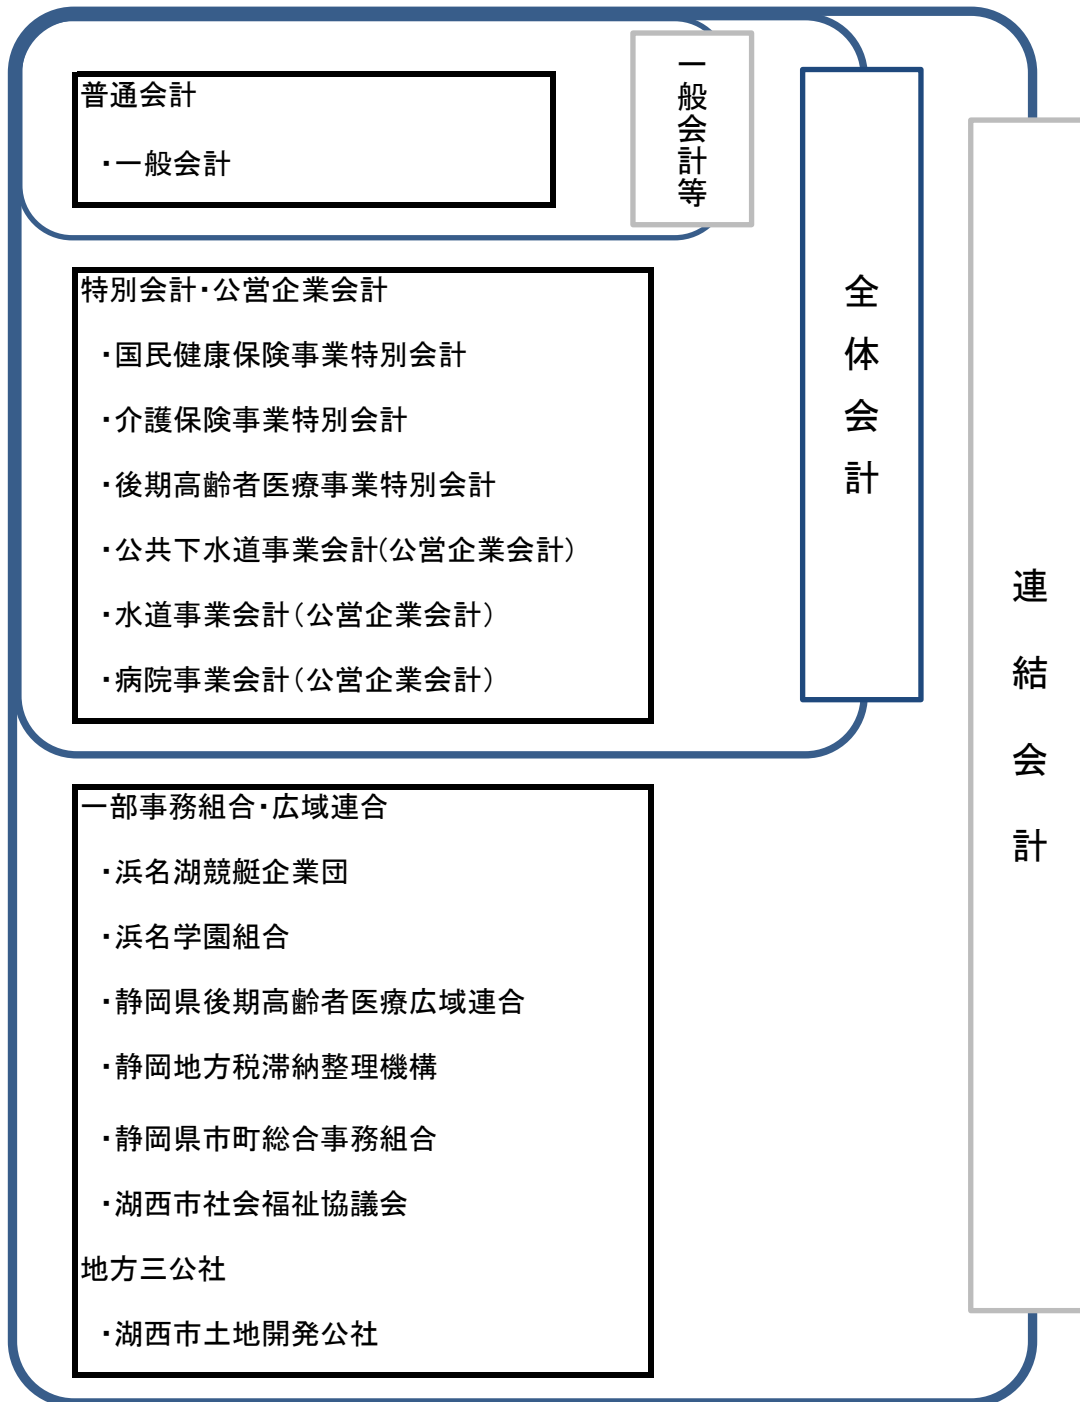 普通会計
・一般会計
一般会計等
特別会計・公営企業会計
・国民健康保険事業特別会計
・介護保険事業特別会計
・後期高齢者医療事業特別会計
・公共下水道事業会計(公営企業会計)
・水道事業会計(公営企業会計)
・病院事業会計(公営企業会計)
全体会計
一部事務組合・広域連合
・浜名湖競艇企業団
・浜名学園組合
・静岡県後期高齢者医療広域連合
・静岡地方税滞納整理機構
・静岡県市町総合事務組合
・湖西市社会福祉協議会
地方三公社
・湖西市土地開発公社
連結会計